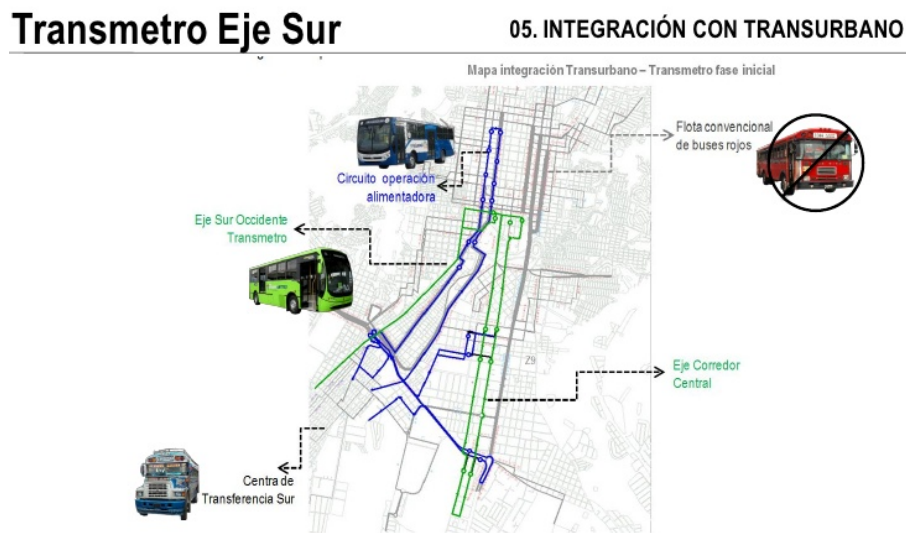 Transmetro Eje Sur
05. INTEGRACIÓN CON TRANSURBANO
Mapa integración Transurbano – Transmetro fase inicial
Flota convencional
de buses rojos
Circuito operación
alimentadora
Eje Sur Occidente
Transmetro
Z9
Eje Corredor
Central
Centra de
Transferencia Sur